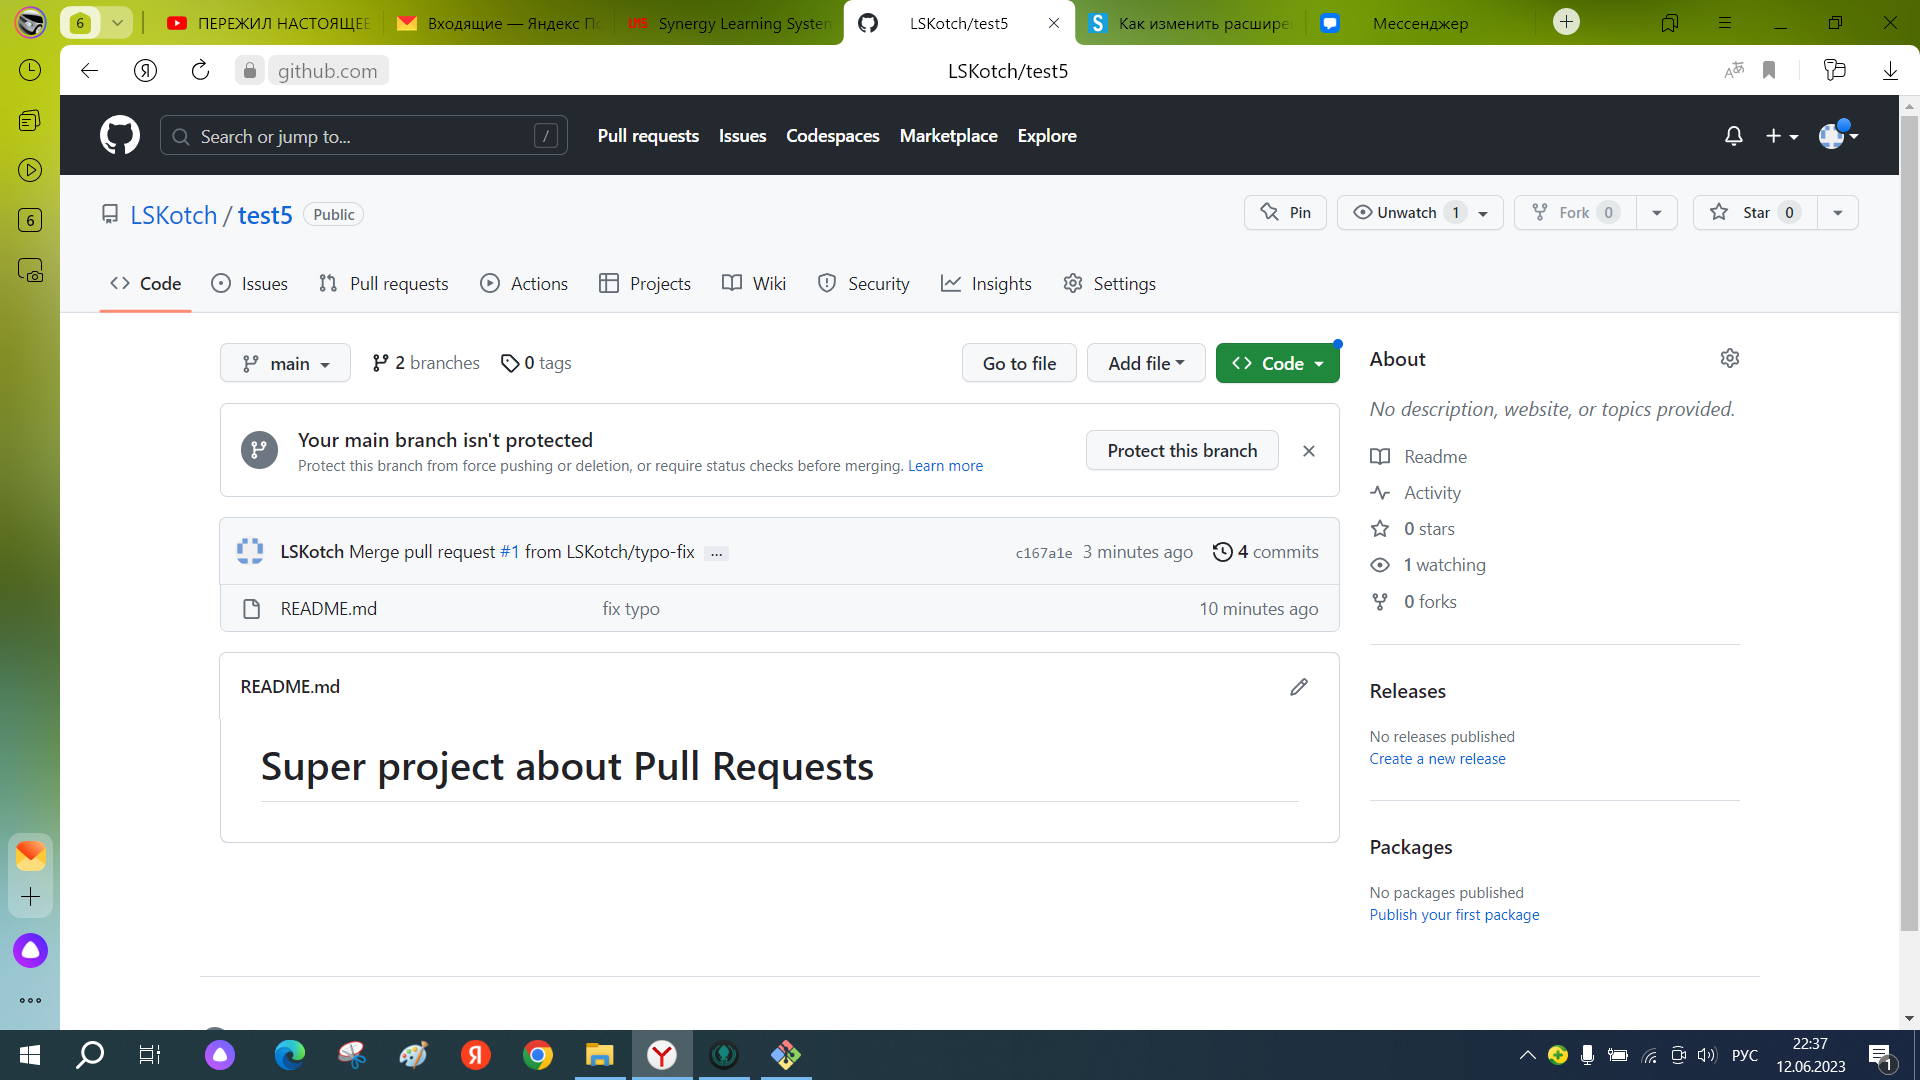 6
ПЕРЕЖИЛ НАСТОЯЩЕЕ
Входящие — Яндекс По
U15 Synergy Learning System
LSKotch/test5
Как изменить расшире
Мессенджер
github.com
LSKotch/test5
6
Search or jump to...
/
Pull requests
Issues
Codespaces
Marketplace
Explore
LSKotch / test5
Public
Pin
Unwatch 1
Fork 0
Star 0
Code
Issues
Pull requests
Actions
Projects
Wiki
Security
Insights
Settings
main
2 branches
0 tags
Go to file
Add file
Code
Your main branch isn't protected
Protect this branch from force pushing or deletion, or require status checks before merging. Learn more
Protect this branch
LSKotch Merge pull request #1 from LSKotch/typo-fix ...
c167a1e 3 minutes ago
4 commits
README.md
fix typo
10 minutes ago
README.md
Super project about Pull Requests
About
No description, website, or topics provided.
Readme
Activity
0 stars
1 watching
0 forks
Releases
No releases published
Create a new release
Packages
No packages published
Publish your first package
РУС
22:37
12.06.2023
1